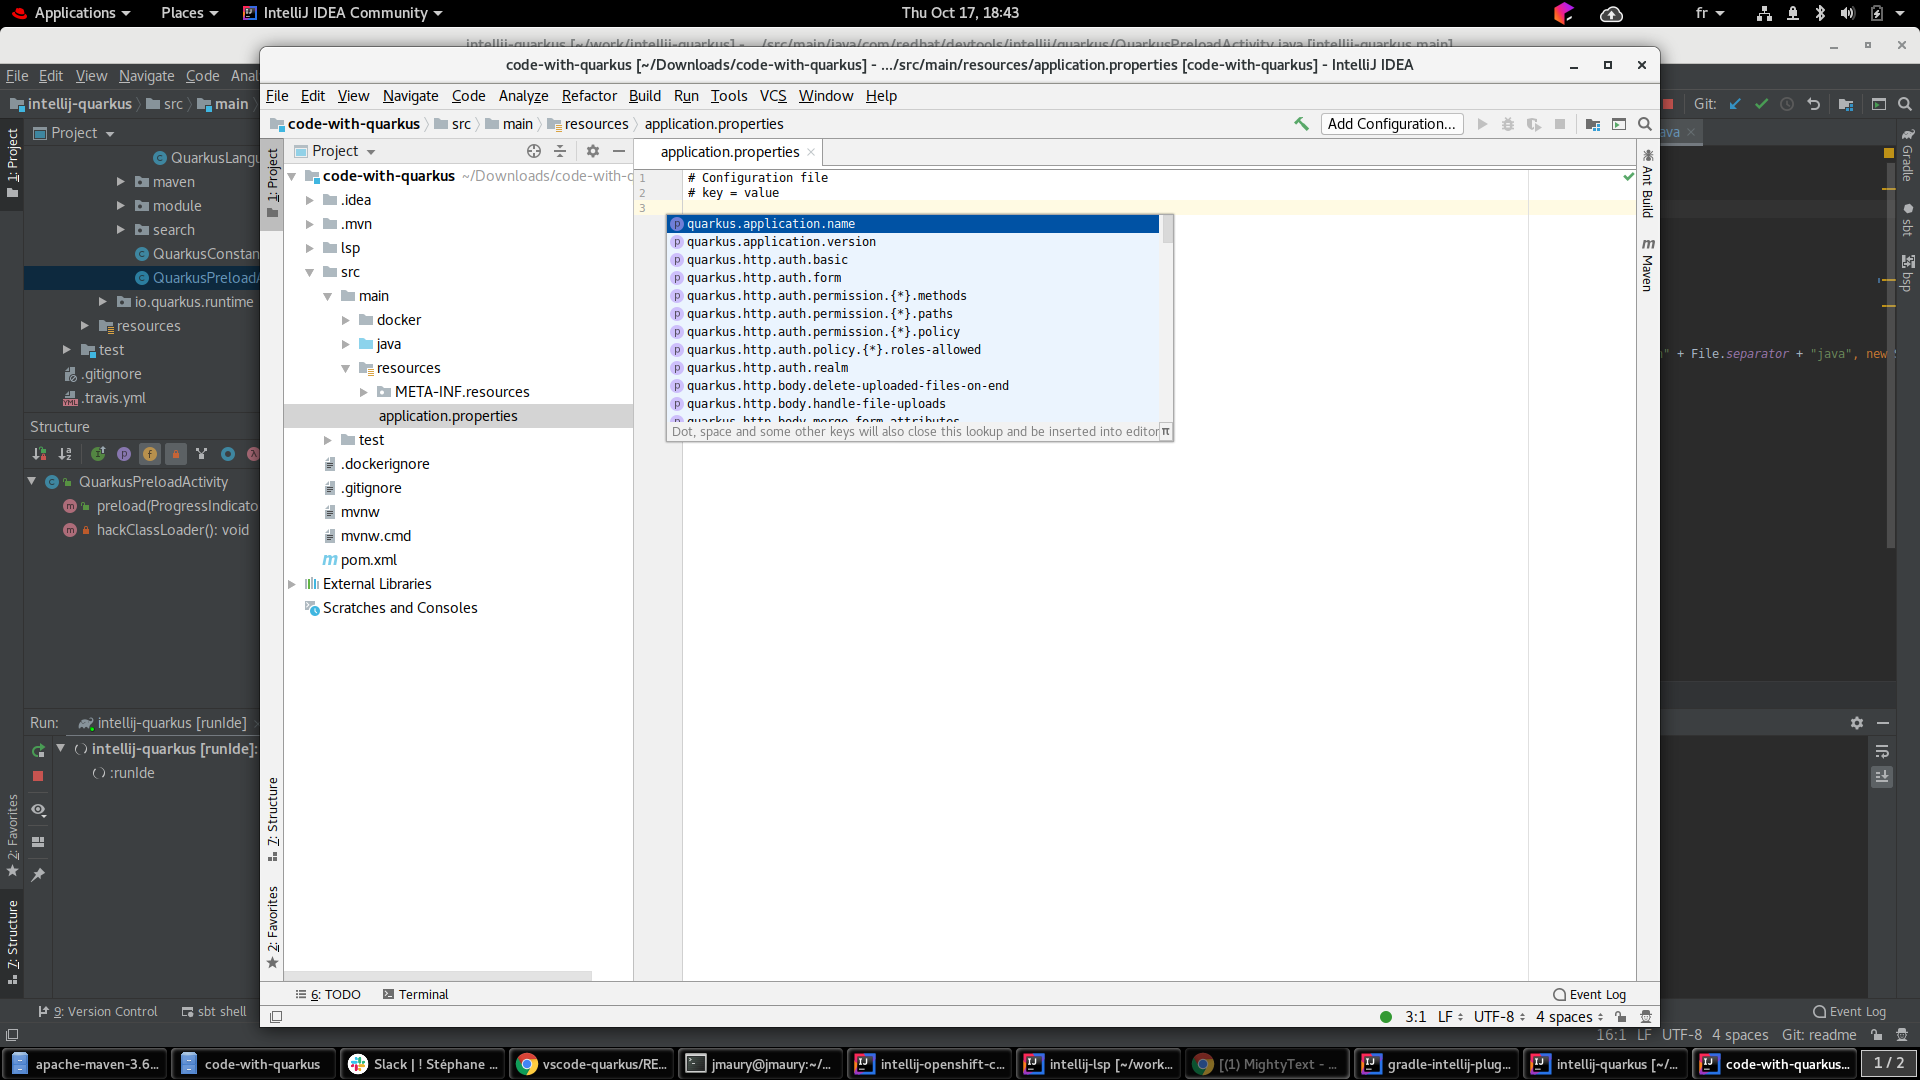 Applications Places IntelliJ IDEA Community Thu Oct 17, 18:43 fr
intellij-quarkus [~/work/intellij-quarkus] - .../src/main/java/com/redhat/devtools/intellij/quarkus/QuarkusPreloadActivity.java [intellij-quarkus.main]
code-with-quarkus [~/Downloads/code-with-quarkus] - .../src/main/resources/application.properties [code-with-quarkus] - IntelliJ IDEA
File Edit View Navigate Code Anal
File Edit View Navigate Code Analyze Refactor Build Run Tools VCS Window Help
intellij-quarkus src main
code-with-quarkus src main resources application.properties Add Configuration...
Git:
1: Project
Project
QuarkusLangu
maven
module
search
QuarkusConstan
QuarkusPreloadA
io.quarkus.runtime
resources
test
.gitignore
.travis.yml
Structure
QuarkusPreloadActivity
preload(ProgressIndicato
hackClassLoader(): void
Run: intellij-quarkus [runIde]
intellij-quarkus [runIde]:
:runIde
2: Favorites
7: Structure
9: Version Control sbt shell
1: Project
7: Structure
2: Favorites
Project
code-with-quarkus ~/Downloads/code-with-c
.idea
.mvn
lsp
src
main
docker
java
resources
META-INF.resources
application.properties
test
.dockerignore
.gitignore
mvnw
mvnw.cmd
pom.xml
External Libraries
Scratches and Consoles
application.properties
1 # Configuration file
2 # key = value
3
quarkus.application.name
quarkus.application.version
quarkus.http.auth.basic
quarkus.http.auth.form
quarkus.http.auth.permission.{*}.methods
quarkus.http.auth.permission.{*}.paths
quarkus.http.auth.permission.{*}.policy
quarkus.http.auth.policy.{*}.roles-allowed
quarkus.http.auth.realm
quarkus.http.body.delete-uploaded-files-on-end
quarkus.http.body.handle-file-uploads
quarkus.http.body.merge-form-attributes
Dot, space and some other keys will also close this lookup and be inserted into editor π
Ant Build
Maven
ava
" + File.separator + "java", new
Gradle
sbt
bsp
6: TODO Terminal Event Log
3:1 LF UTF-8 4 spaces
Event Log
16:1 LF UTF-8 4 spaces Git: readme
apache-maven-3.6... code-with-quarkus Slack | ! Stéphane ... vscode-quarkus/RE... jmaury@jmaury:~/... intellij-openshift-c... intellij-lsp [~/work... [(1) MightyText - ... gradle-intellij-plug... intellij-quarkus [~/... code-with-quarkus... 1 / 2